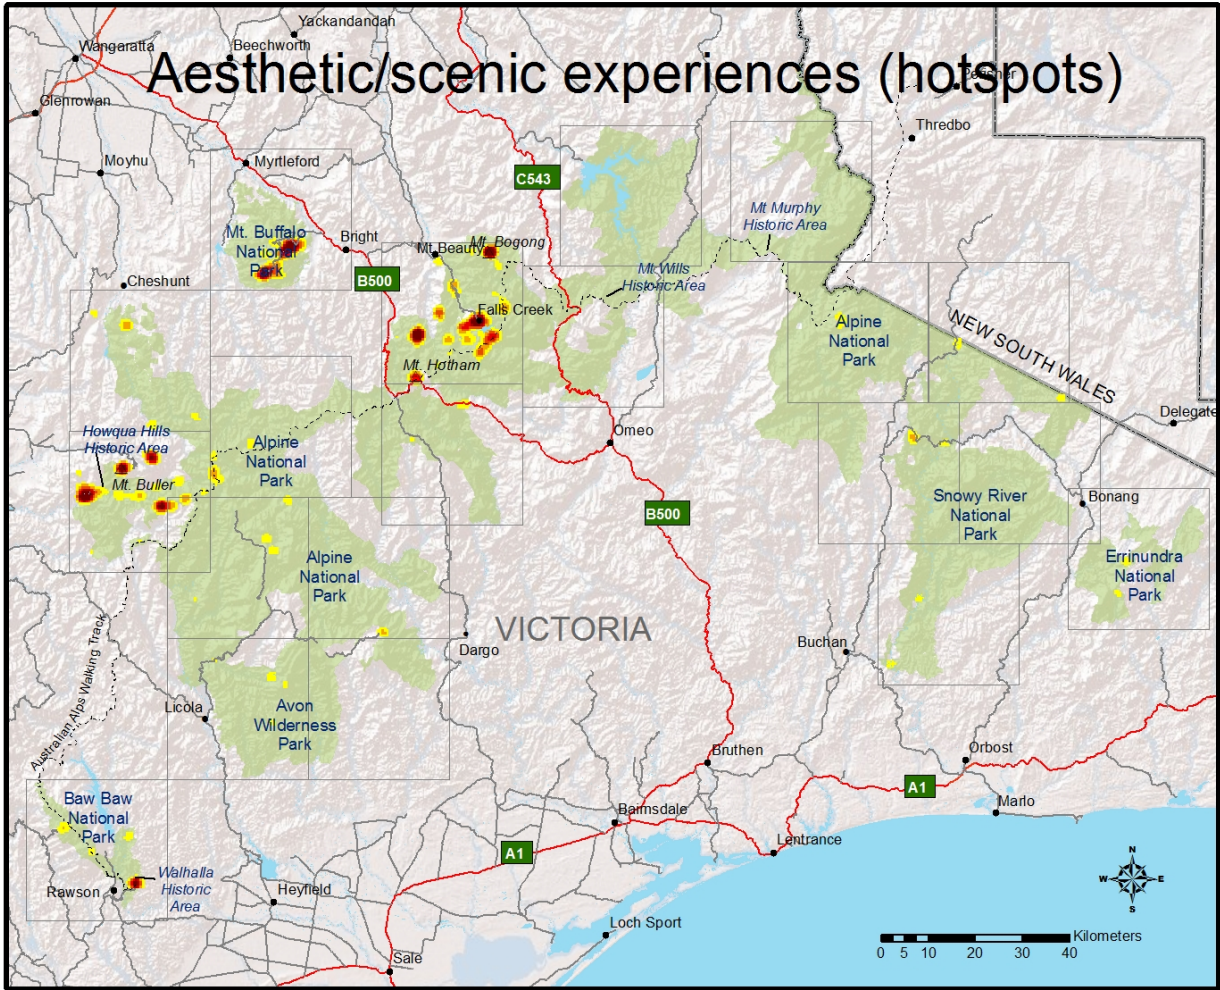 Yackandandah
Wangaratta
Beechworth
Aesthetic/scenic experiences (hotspots)
Perisher
Glenrowan
Thredbo
Moyhu
Myrtleford
C543
Mt Murphy
Historic Area
Mt. Buffalo
National
Park
Bright
Mt. Beauty
Mt. Bogong
Mt Wills
Historic Area
Cheshunt
B500
Falls Creek
Alpine
National
Park
NEW SOUTH WALES
Mt. Hotham
Delegate
Howqua Hills
Historic Area
Omeo
Alpine
National
Park
Mt. Buller
Snowy River
National
Park
Bonang
B500
Alpine
National
Park
Errinundra
National
Park
VICTORIA
Buchan
Dargo
Australian Alps Walking Track
Licola
Avon
Wilderness
Park
Bruthen
Orbost
A1
Baw Baw
National
Park
Bairnsdale
Marlo
Lentrance
A1
Walhalla
Historic
Area
Rawson
Heyfield
N
W
E
S
Loch Sport
Kilometers
0 5 10 20 30 40
Sale